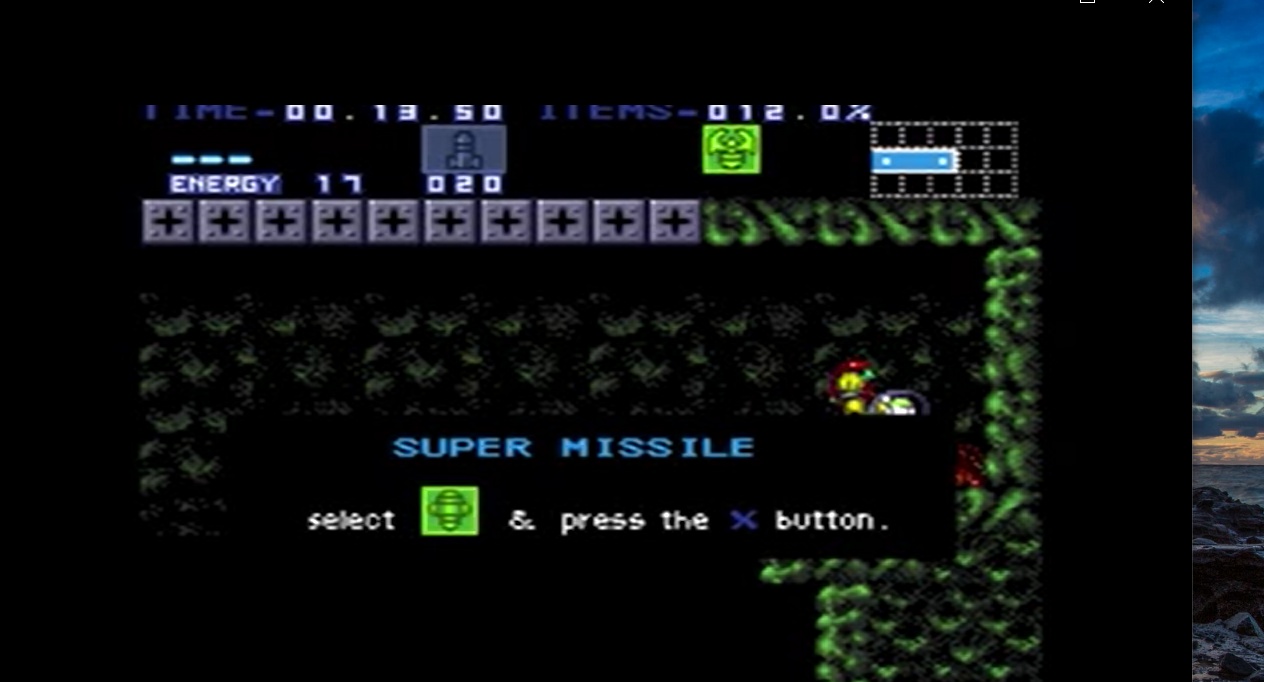 TIME-00.13.50 ITEMS-012.0%
ENERGY 17 020
SUPER MISSILE
select & press the X button.